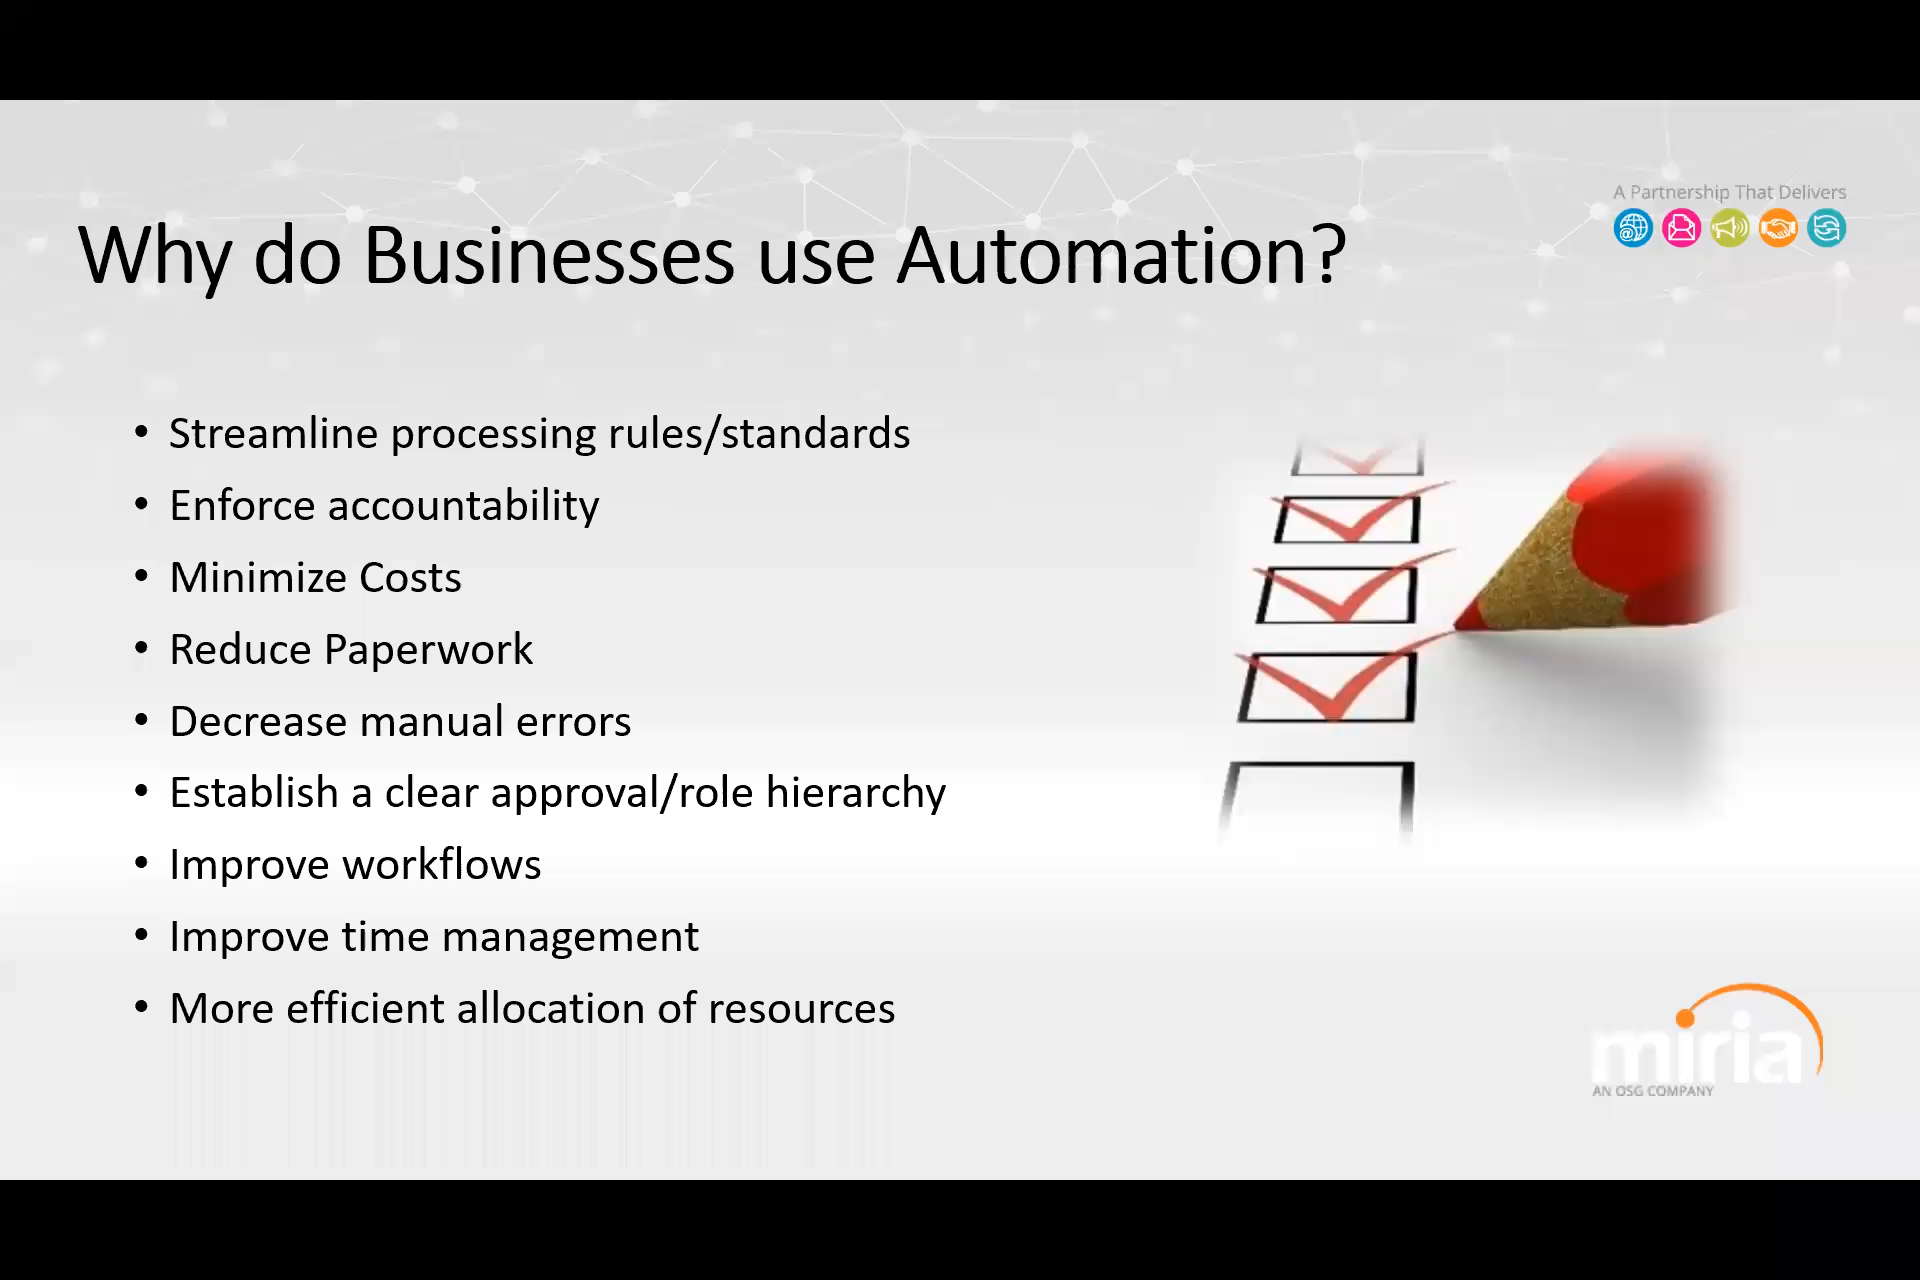 A Partnership That Delivers
Why do Businesses use Automation?
• Streamline processing rules/standards
• Enforce accountability
• Minimize Costs
• Reduce Paperwork
• Decrease manual errors
• Establish a clear approval/role hierarchy
• Improve workflows
• Improve time management
• More efficient allocation of resources
miria
AN OSG COMPANY